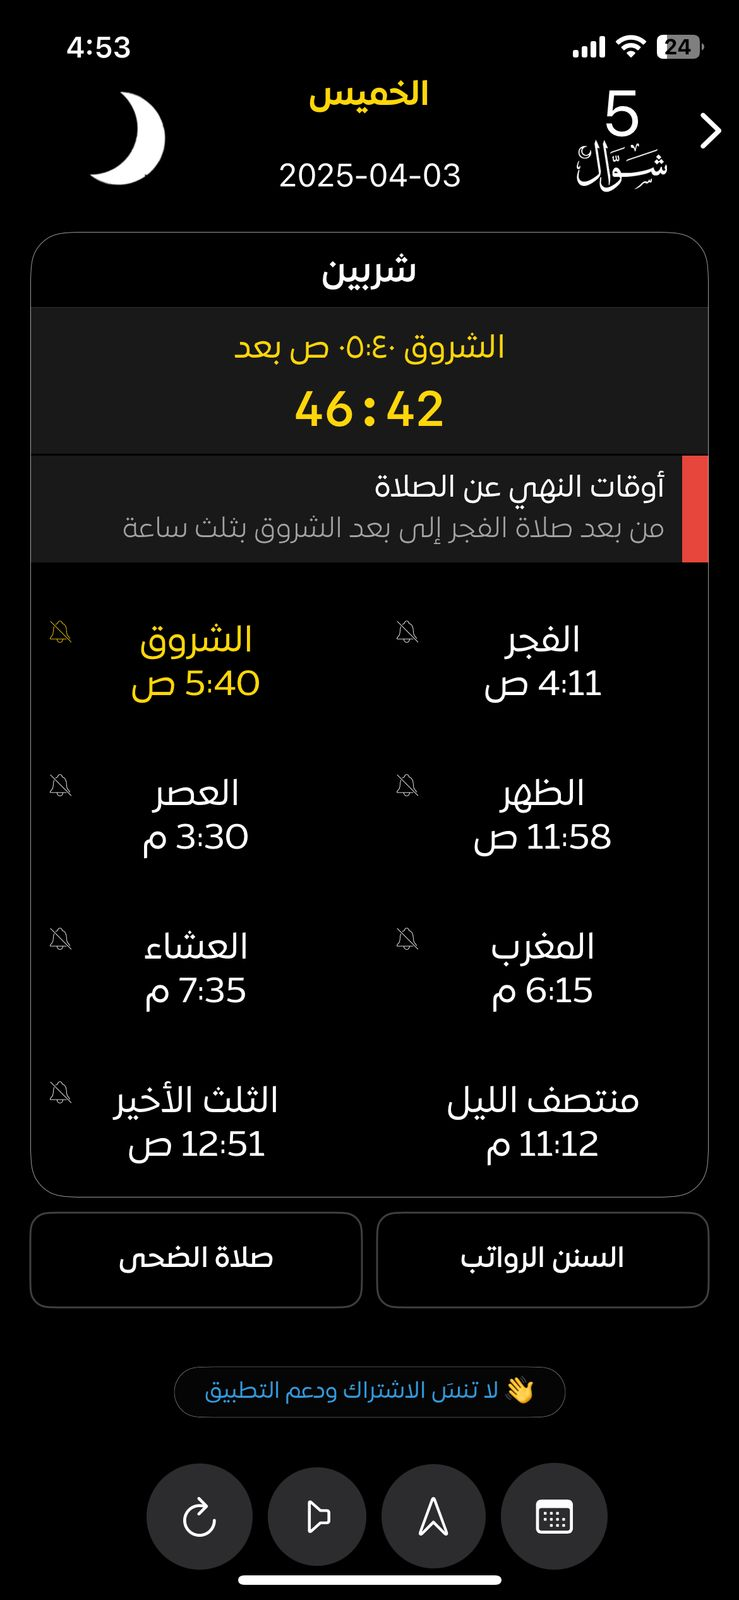 4:53
24
الخميس
5
شوّال
2025-04-03
شربين
الشروق ٠٥:٤٠ ص بعد
46:42
أوقات النهي عن الصلاة
من بعد صلاة الفجر إلى بعد الشروق بثلث ساعة
الفجر
4:11 ص
الشروق
5:40 ص
الظهر
11:58 ص
العصر
3:30 م
المغرب
6:15 م
العشاء
7:35 م
منتصف الليل
11:12 م
الثلث الأخير
12:51 ص
السنن الرواتب
صلاة الضحى
👋 لا تنسَ الاشتراك ودعم التطبيق